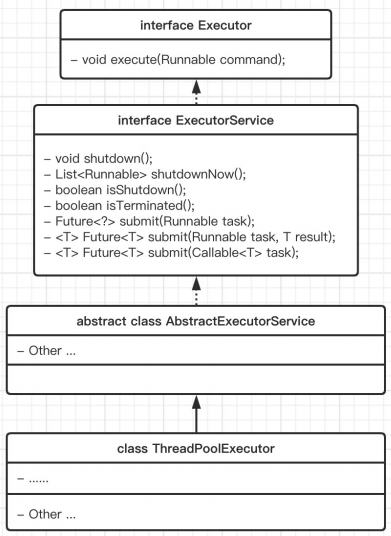 interface Executor
- void execute(Runnable command);
interface ExecutorService
- void shutdown();
- List<Runnable> shutdownNow();
- boolean isShutdown();
- boolean isTerminated();
- Future<?> submit(Runnable task);
- <T> Future<T> submit(Runnable task, T result);
- <T> Future<T> submit(Callable<T> task);
abstract class AbstractExecutorService
- Other ...
class ThreadPoolExecutor
- ......
- Other ...